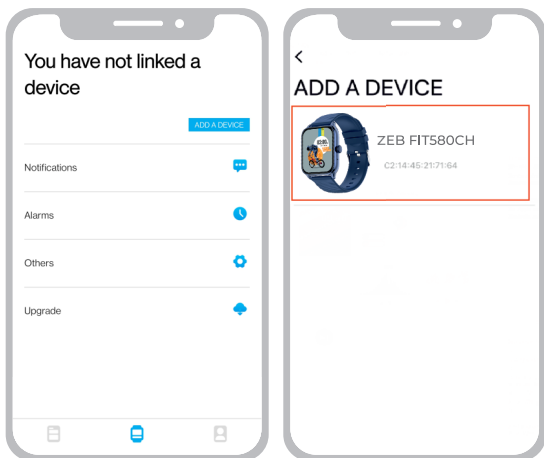 You have not linked a
device
ADD A DEVICE
Notifications
Alarms
Others
Upgrade
ADD A DEVICE
ZEB FIT580CH
C2:14:45:21:71:64